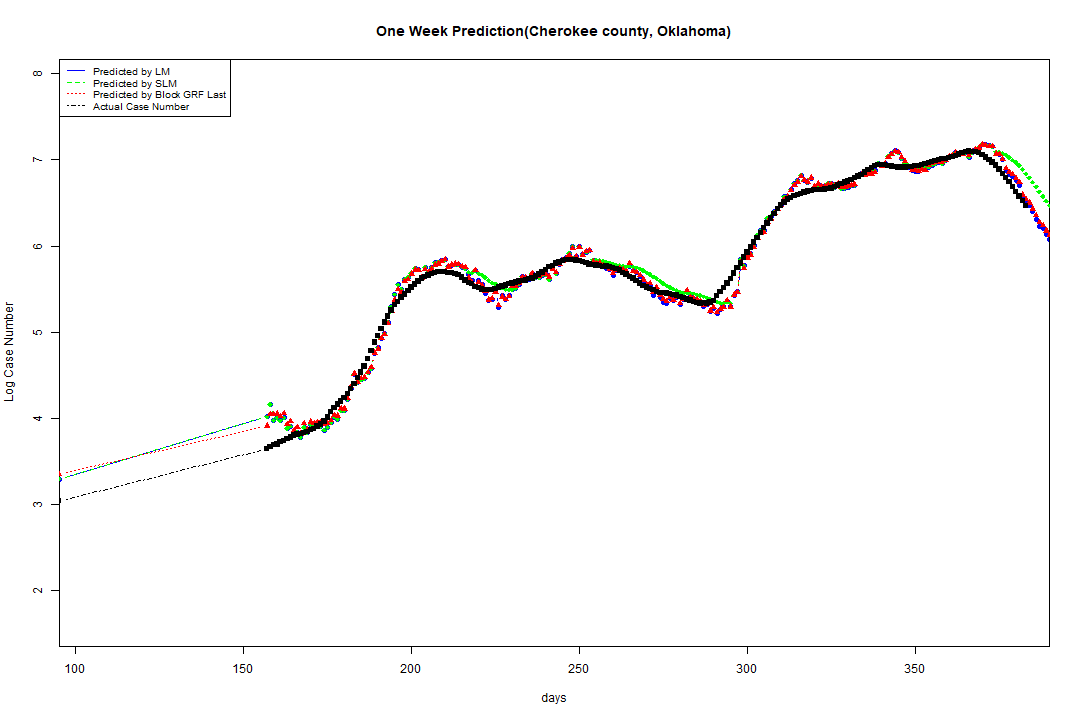 One Week Prediction(Cherokee county, Oklahoma)
Predicted by LM
Predicted by SLM
Predicted by Block GRF Last
Actual Case Number
8
7
6
5
4
3
2
Log Case Number
100 150 200 250 300 350
days